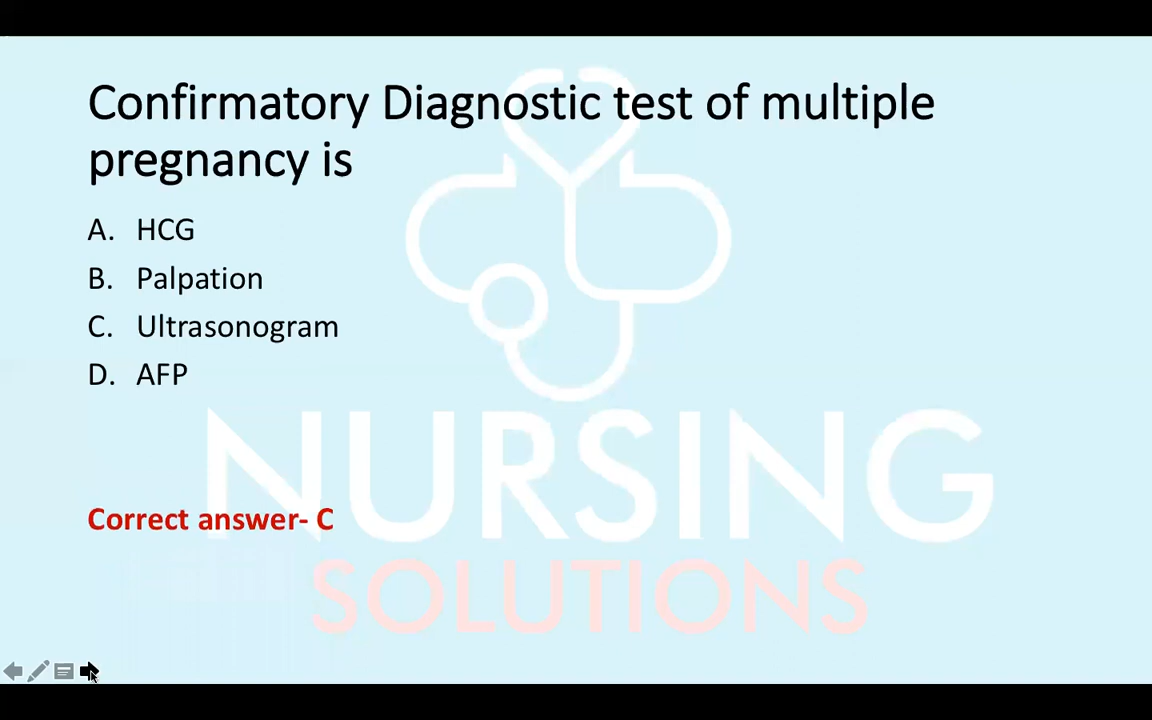 Confirmatory Diagnostic test of multiple
pregnancy is
A. HCG
B. Palpation
C. Ultrasonogram
D. AFP
NURSING
Correct answer- C
SOLUTIONS